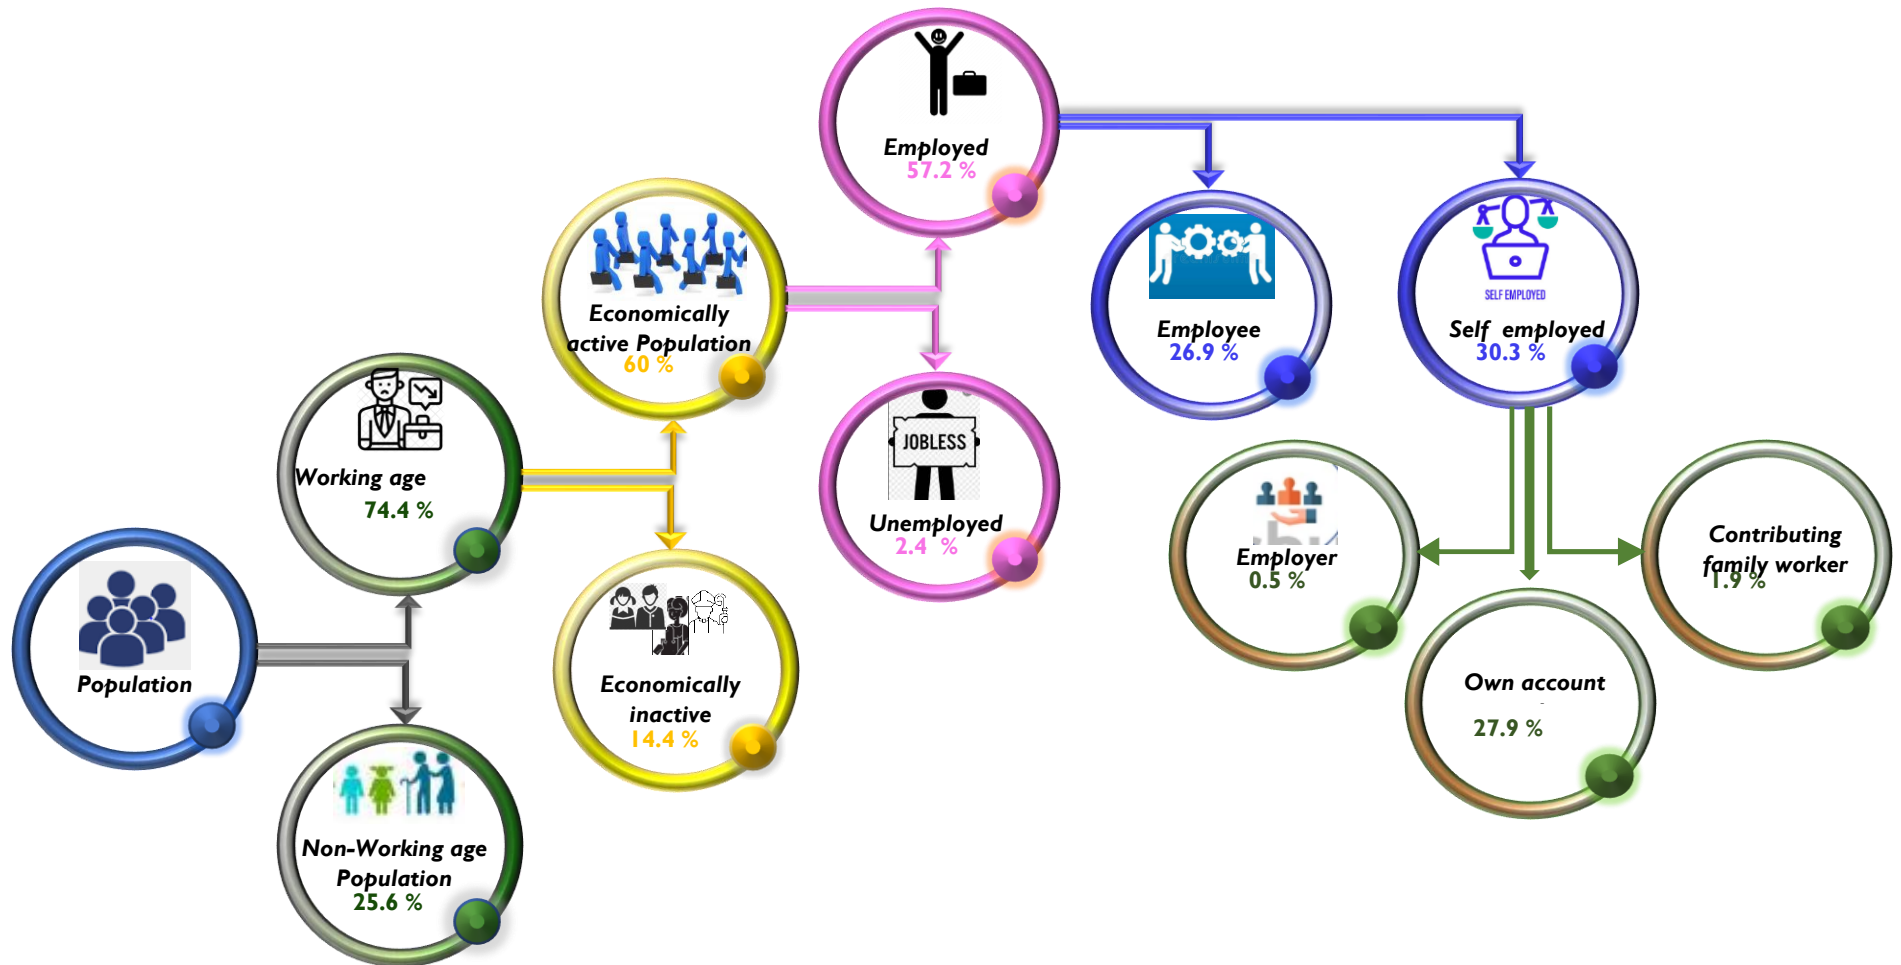 Employed
57.2 %
Economically
active Population
60 %
Employee
26.9 %
SELF EMPLOYED
Self employed
30.3 %
Working age
74.4 %
JOBLESS
Unemployed
2.4 %
Employer
0.5 %
Contributing
family worker
1.9 %
Population
Economically
inactive
14.4 %
Own account
27.9 %
Non-Working age
Population
25.6 %